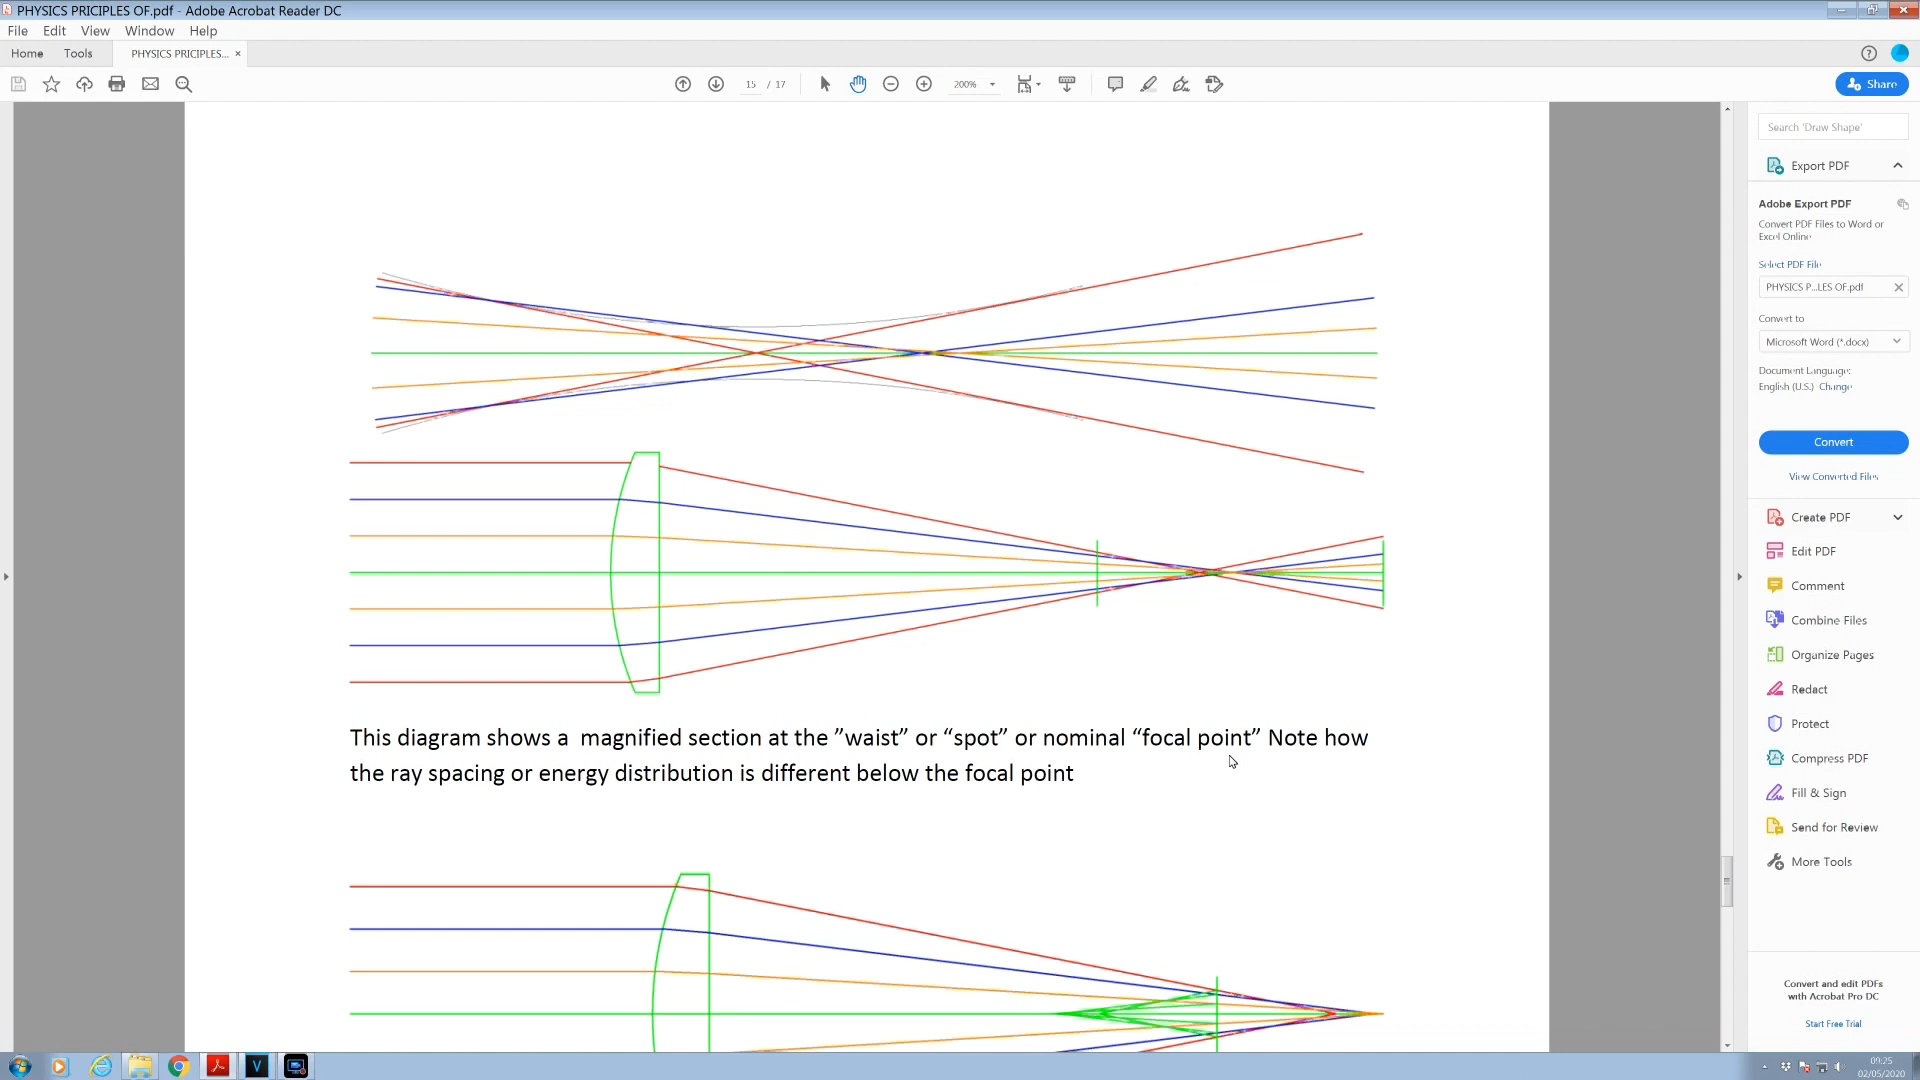 PHYSICS PRICIPLES OF.pdf - Adobe Acrobat Reader DC
File Edit View Window Help
Home Tools PHYSICS PRICIPLES... ×
15 / 17 200% Share
Search 'Draw Shape'
Export PDF
Adobe Export PDF
Convert PDF Files to Word or
Excel Online
Select PDF File
PHYSICS P...LES OF.pdf
Convert to
Microsoft Word (*.docx)
Document Language:
English (U.S.) Change
Convert
View Converted Files
Create PDF
Edit PDF
Comment
Combine Files
Organize Pages
Redact
Protect
Compress PDF
Fill & Sign
Send for Review
More Tools
Convert and edit PDFs
with Acrobat Pro DC
Start Free Trial
This diagram shows a  magnified section at the ”waist” or “spot” or nominal “focal point” Note how
the ray spacing or energy distribution is different below the focal point
09:25
02/05/2020